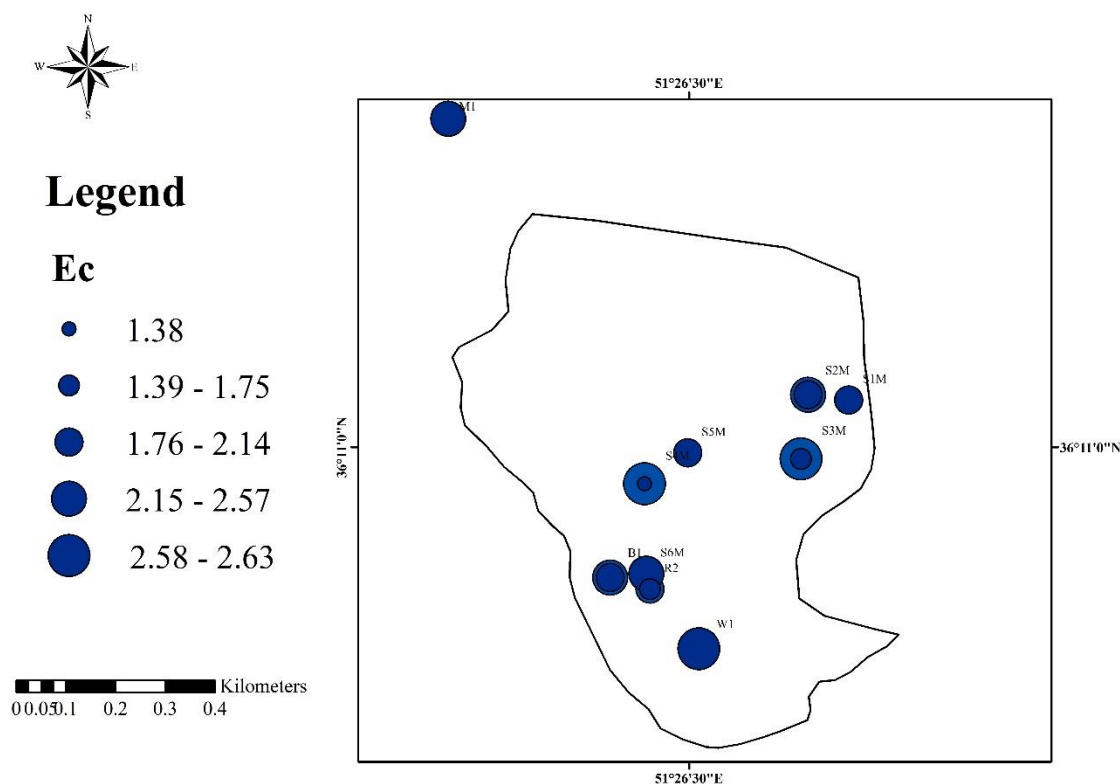 N
W E
S
Legend
Ec
1.38
1.39 - 1.75
1.76 - 2.14
2.15 - 2.57
2.58 - 2.63
Kilometers
0 0.05 0.1 0.2 0.3 0.4
51°26'30"E
M1
S2M
S1M
S3M
36°11'0"N
36°11'0"N
S5M
S4M
B1
S6M
R2
W1
51°26'30"E